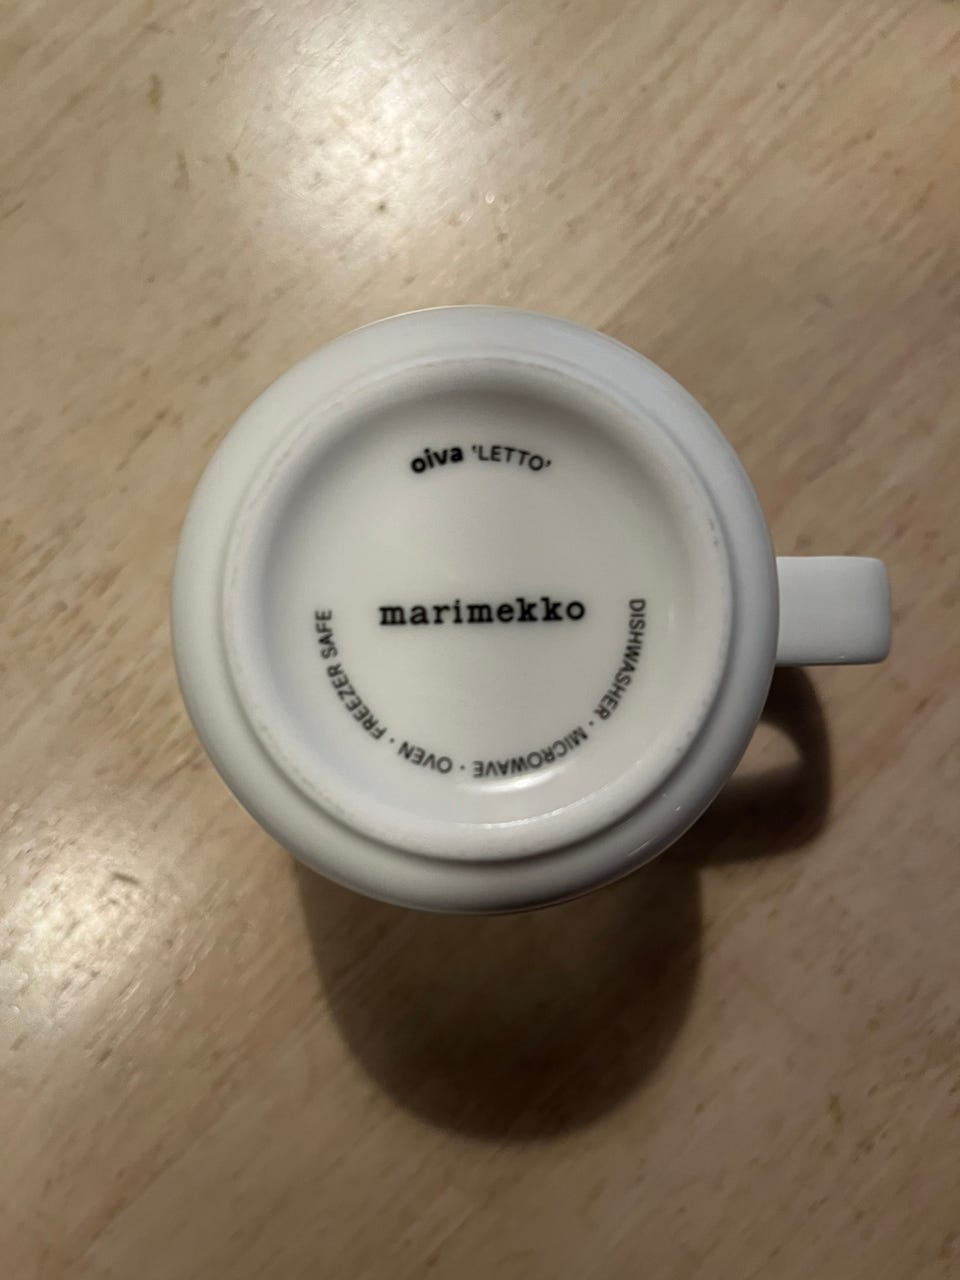 oiva 'LETTO'
marimekko
DISHWASHER · MICROWAVE · OVEN · FREEZER SAFE